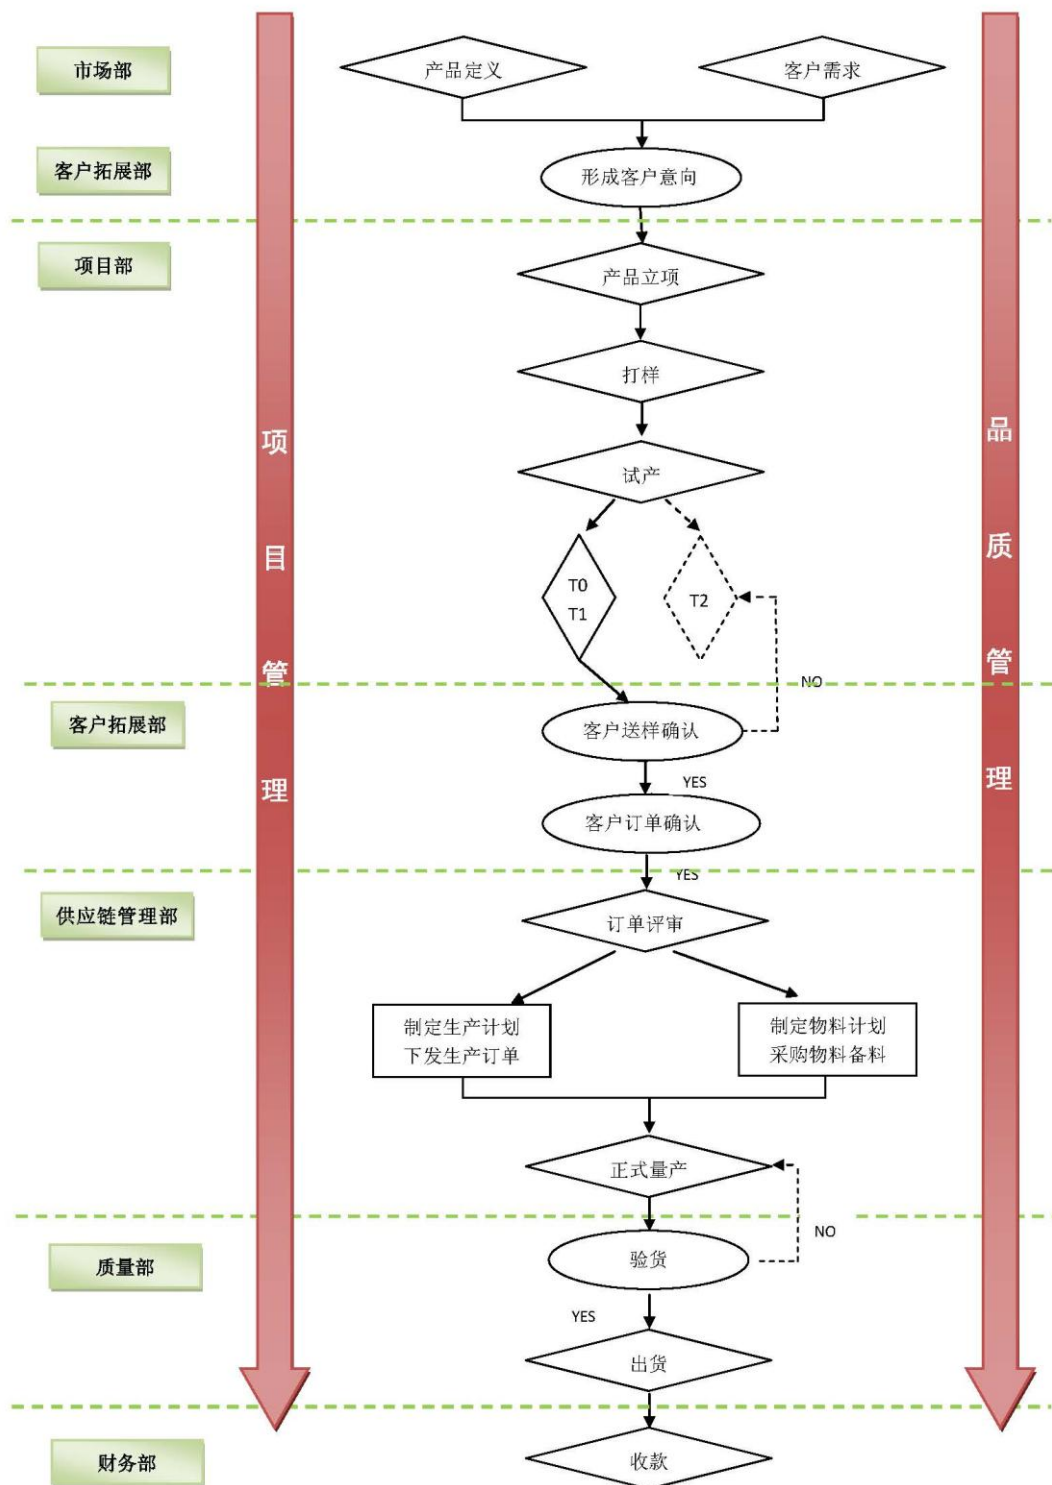 市场部
产品定义
客户需求
客户拓展部
形成客户意向
项目部
产品立项
打样
试产
项目管理
品质管理
T0
T1
T2
NO
客户拓展部
客户送样确认
YES
客户订单确认
YES
供应链管理部
订单评审
制定生产计划
下发生产订单
制定物料计划
采购物料备料
正式量产
NO
质量部
验货
YES
出货
财务部
收款